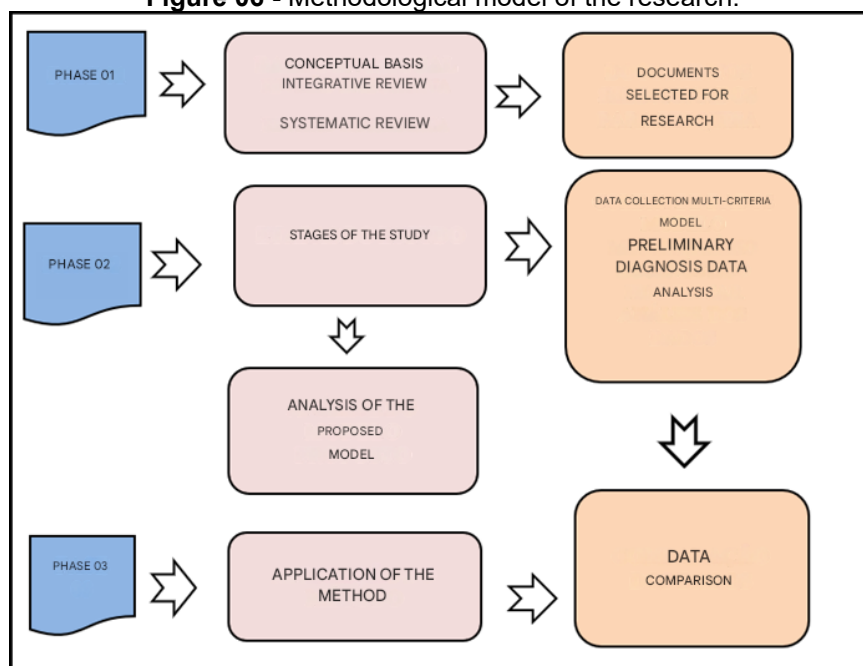 Figure 06 - Methodological model of the research.
PHASE 01
CONCEPTUAL BASIS
INTEGRATIVE REVIEW
SYSTEMATIC REVIEW
DOCUMENTS
SELECTED FOR
RESEARCH
PHASE 02
STAGES OF THE STUDY
DATA COLLECTION MULTI-CRITERIA
MODEL
PRELIMINARY
DIAGNOSIS DATA
ANALYSIS
ANALYSIS OF THE
PROPOSED
MODEL
PHASE 03
APPLICATION OF THE
METHOD
DATA
COMPARISON